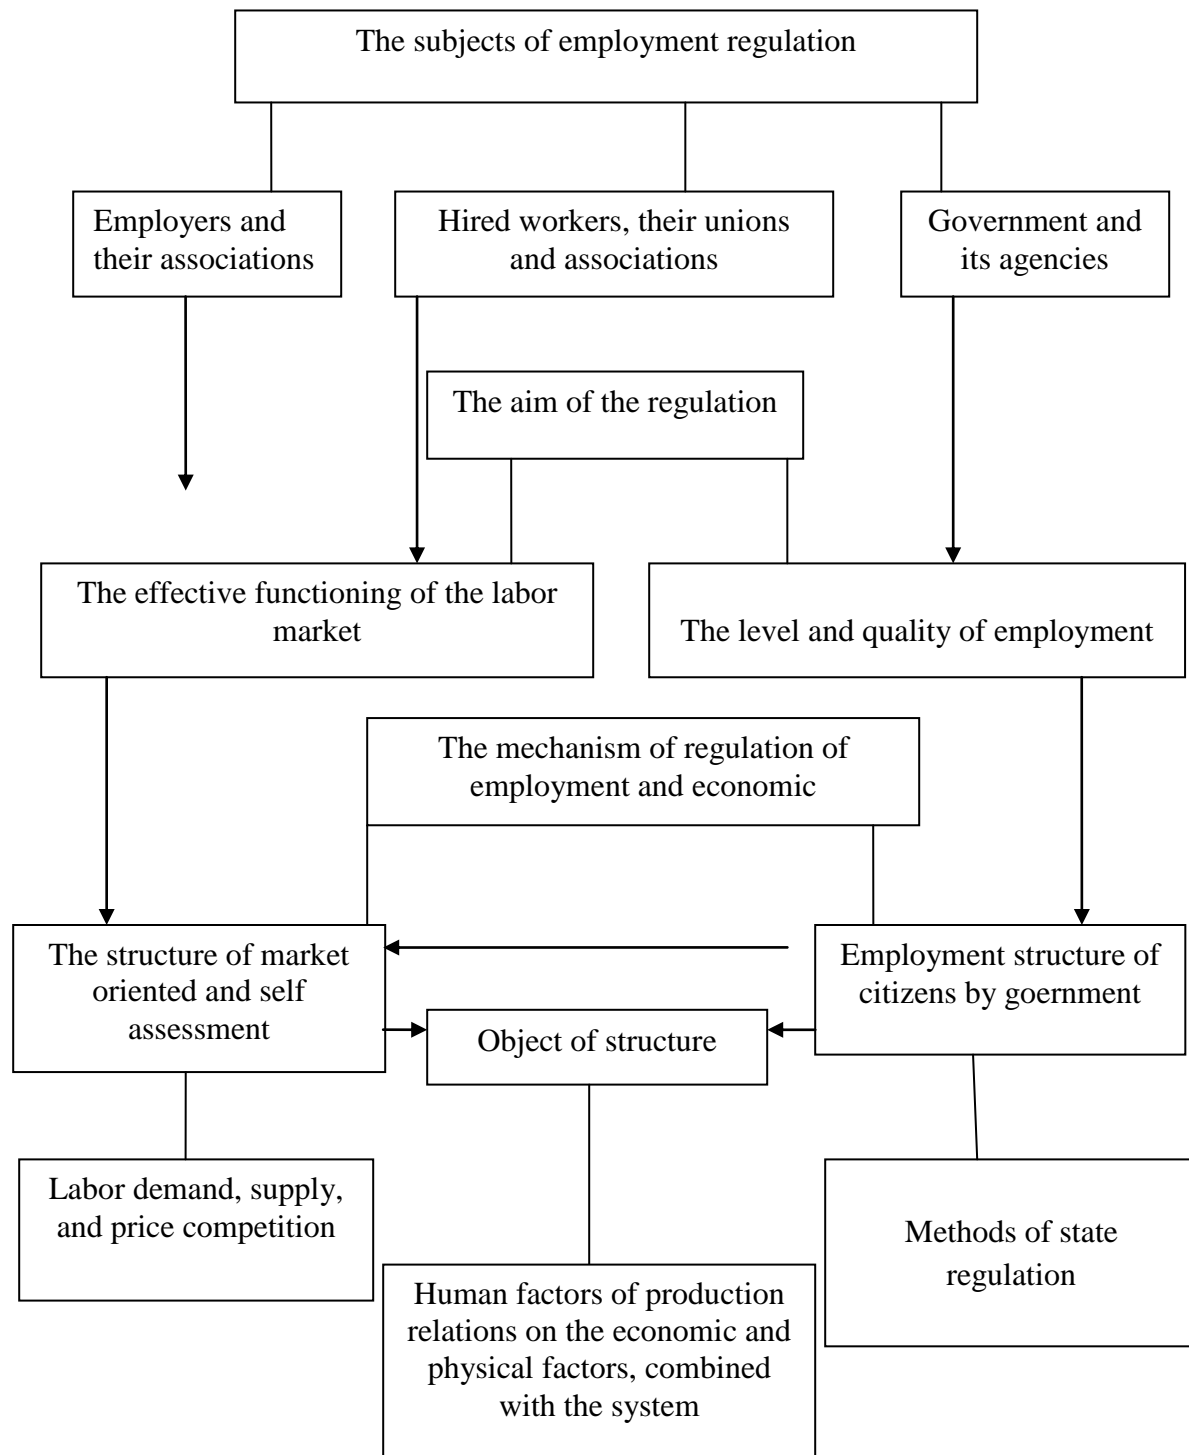 The subjects of employment regulation
Employers and
their associations
Hired workers, their unions
and associations
Government and
its agencies
The aim of the regulation
The effective functioning of the labor
market
The level and quality of employment
The mechanism of regulation of
employment and economic
The structure of market
oriented and self
assessment
Employment structure of
citizens by goernment
Object of structure
Labor demand, supply,
and price competition
Methods of state
regulation
Human factors of production
relations on the economic and
physical factors, combined
with the system